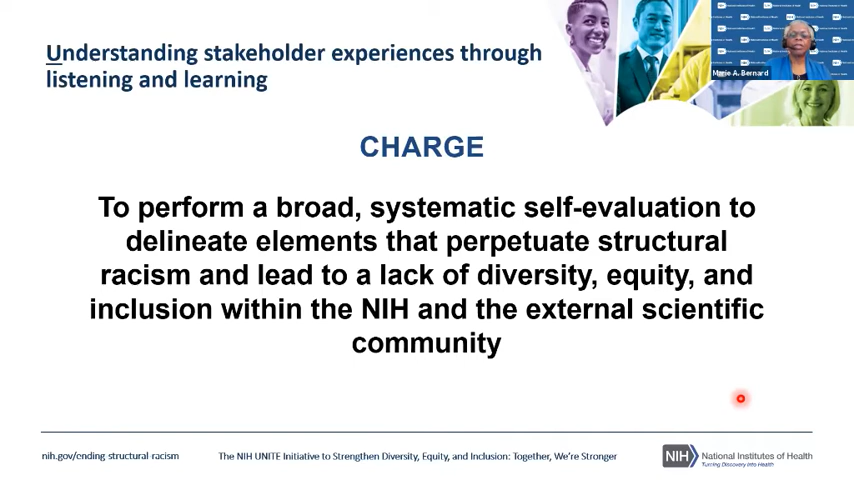 Understanding stakeholder experiences through
listening and learning
Marie A. Bernard
CHARGE
To perform a broad, systematic self-evaluation to
delineate elements that perpetuate structural
racism and lead to a lack of diversity, equity, and
inclusion within the NIH and the external scientific
community
nih.gov/ending-structural-racism
The NIH UNITE Initiative to Strengthen Diversity, Equity, and Inclusion: Together, We're Stronger
NIH
National Institutes of Health
Turning Discovery Into Health